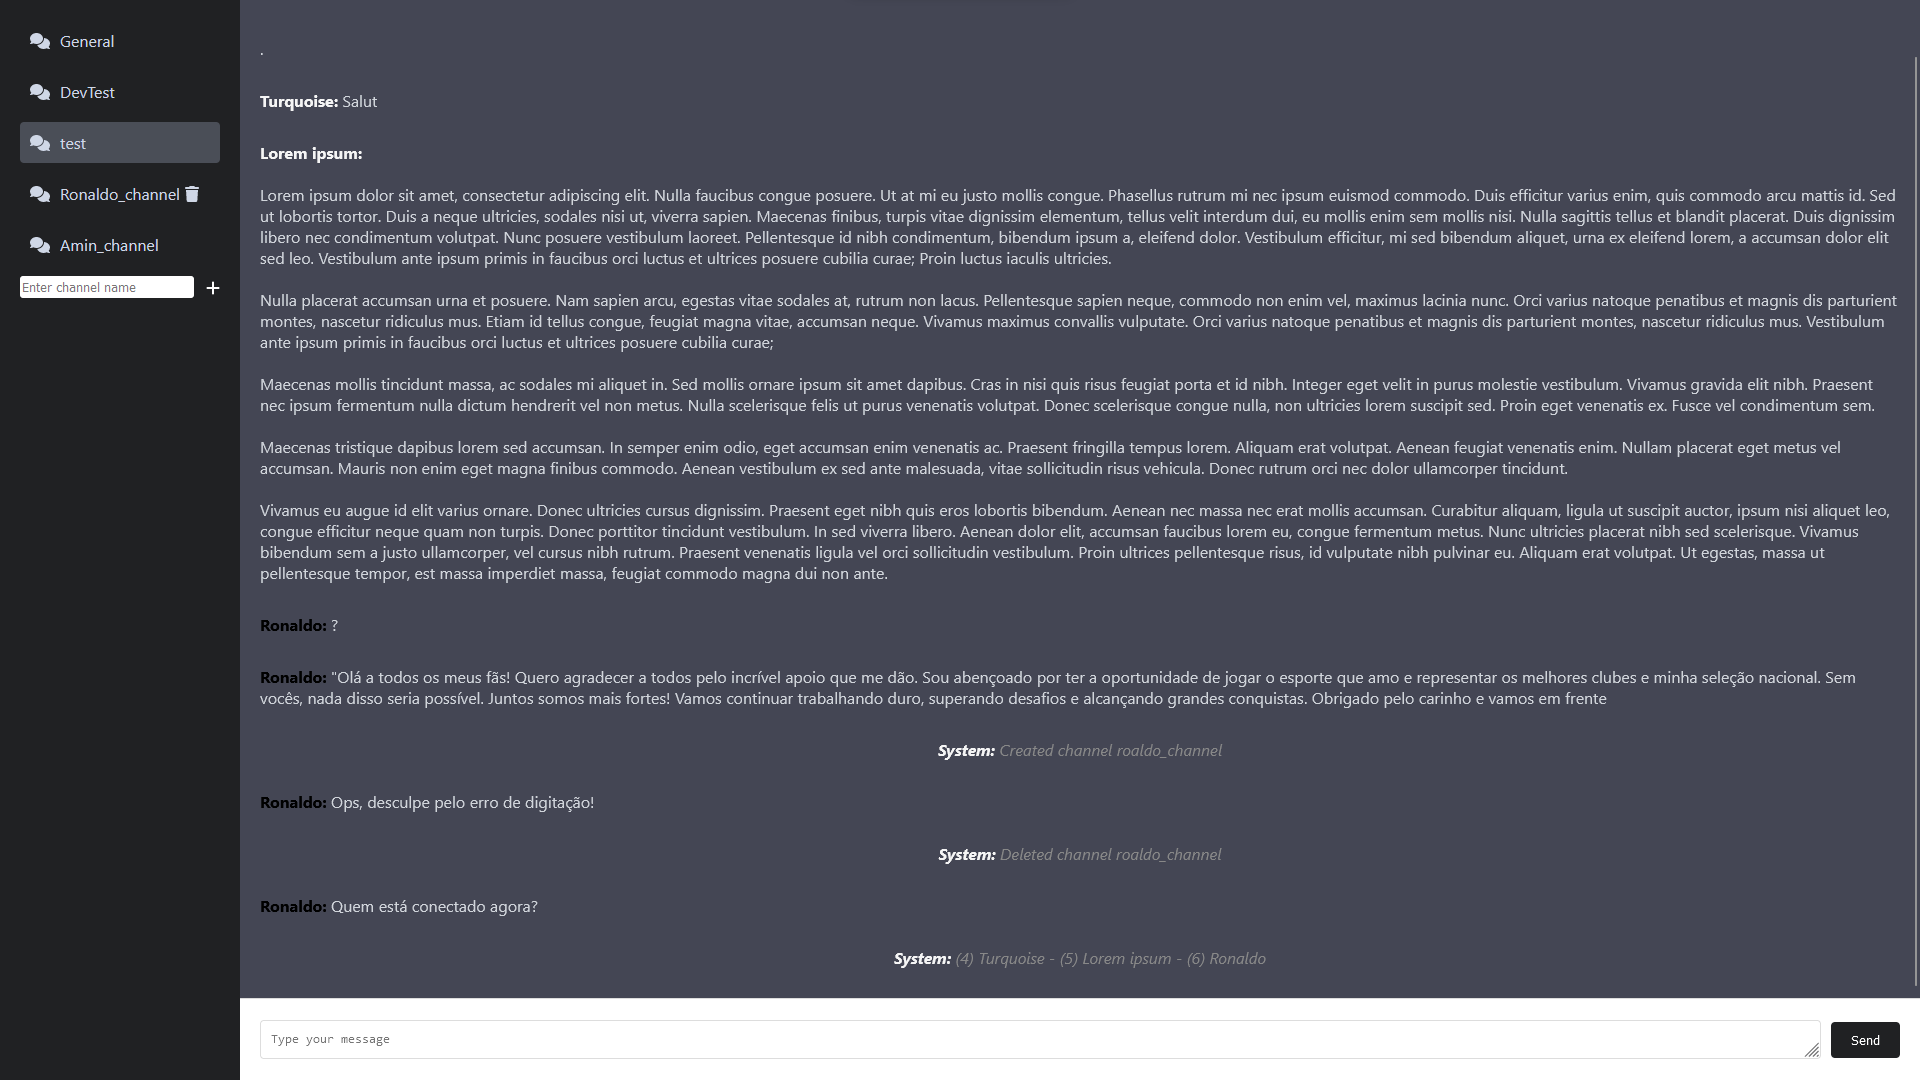 General
DevTest
test
Ronaldo_channel
Amin_channel
Enter channel name
.
Turquoise: Salut
Lorem ipsum:
Lorem ipsum dolor sit amet, consectetur adipiscing elit. Nulla faucibus congue posuere. Ut at mi eu justo mollis congue. Phasellus rutrum mi nec ipsum euismod commodo. Duis efficitur varius enim, quis commodo arcu mattis id. Sed
ut lobortis tortor. Duis a neque ultricies, sodales nisi ut, viverra sapien. Maecenas finibus, turpis vitae dignissim elementum, tellus velit interdum dui, eu mollis enim sem mollis nisi. Nulla sagittis tellus et blandit placerat. Duis dignissim
libero nec condimentum volutpat. Nunc posuere vestibulum laoreet. Pellentesque id nibh condimentum, bibendum ipsum a, eleifend dolor. Vestibulum efficitur, mi sed bibendum aliquet, urna ex eleifend lorem, a accumsan dolor elit
sed leo. Vestibulum ante ipsum primis in faucibus orci luctus et ultrices posuere cubilia curae; Proin luctus iaculis ultricies.
Nulla placerat accumsan urna et posuere. Nam sapien arcu, egestas vitae sodales at, rutrum non lacus. Pellentesque sapien neque, commodo non enim vel, maximus lacinia nunc. Orci varius natoque penatibus et magnis dis parturient
montes, nascetur ridiculus mus. Etiam id tellus congue, feugiat magna vitae, accumsan neque. Vivamus maximus convallis vulputate. Orci varius natoque penatibus et magnis dis parturient montes, nascetur ridiculus mus. Vestibulum
ante ipsum primis in faucibus orci luctus et ultrices posuere cubilia curae;
Maecenas mollis tincidunt massa, ac sodales mi aliquet in. Sed mollis ornare ipsum sit amet dapibus. Cras in nisi quis risus feugiat porta et id nibh. Integer eget velit in purus molestie vestibulum. Vivamus gravida elit nibh. Praesent
nec ipsum fermentum nulla dictum hendrerit vel non metus. Nulla scelerisque felis ut purus venenatis volutpat. Donec scelerisque congue nulla, non ultricies lorem suscipit sed. Proin eget venenatis ex. Fusce vel condimentum sem.
Maecenas tristique dapibus lorem sed accumsan. In semper enim odio, eget accumsan enim venenatis ac. Praesent fringilla tempus lorem. Aliquam erat volutpat. Aenean feugiat venenatis enim. Nullam placerat eget metus vel
accumsan. Mauris non enim eget magna finibus commodo. Aenean vestibulum ex sed ante malesuada, vitae sollicitudin risus vehicula. Donec rutrum orci nec dolor ullamcorper tincidunt.
Vivamus eu augue id elit varius ornare. Donec ultricies cursus dignissim. Praesent eget nibh quis eros lobortis bibendum. Aenean nec massa nec erat mollis accumsan. Curabitur aliquam, ligula ut suscipit auctor, ipsum nisi aliquet leo,
congue efficitur neque quam non turpis. Donec porttitor tincidunt vestibulum. In sed viverra libero. Aenean dolor elit, accumsan faucibus lorem eu, congue fermentum metus. Nunc ultricies placerat nibh sed scelerisque. Vivamus
bibendum sem a justo ullamcorper, vel cursus nibh rutrum. Praesent venenatis ligula vel orci sollicitudin vestibulum. Proin ultrices pellentesque risus, id vulputate nibh pulvinar eu. Aliquam erat volutpat. Ut egestas, massa ut
pellentesque tempor, est massa imperdiet massa, feugiat commodo magna dui non ante.
Ronaldo: ?
Ronaldo: "Olá a todos os meus fãs! Quero agradecer a todos pelo incrível apoio que me dão. Sou abençoado por ter a oportunidade de jogar o esporte que amo e representar os melhores clubes e minha seleção nacional. Sem
vocês, nada disso seria possível. Juntos somos mais fortes! Vamos continuar trabalhando duro, superando desafios e alcançando grandes conquistas. Obrigado pelo carinho e vamos em frente
System: Created channel roaldo_channel
Ronaldo: Ops, desculpe pelo erro de digitação!
System: Deleted channel roaldo_channel
Ronaldo: Quem está conectado agora?
System: (4) Turquoise - (5) Lorem ipsum - (6) Ronaldo
Type your message
Send